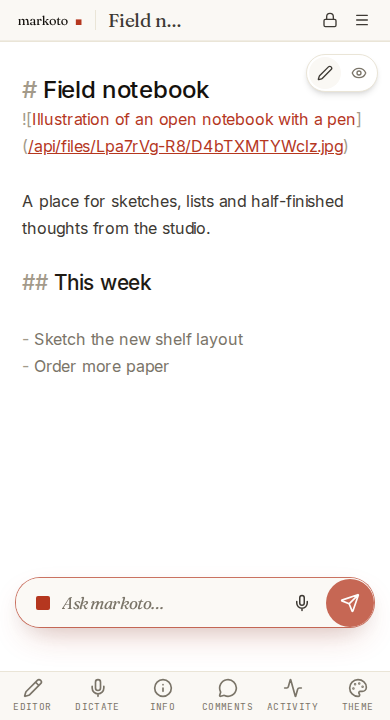 markoto
Field n...
# Field notebook
![Illustration of an open notebook with a pen]
(/api/files/Lpa7rVg-R8/D4bTXMTYWcIz.jpg)
A place for sketches, lists and half-finished
thoughts from the studio.
## This week
- Sketch the new shelf layout
- Order more paper
Ask markoto...
EDITOR DICTATE INFO COMMENTS ACTIVITY THEME